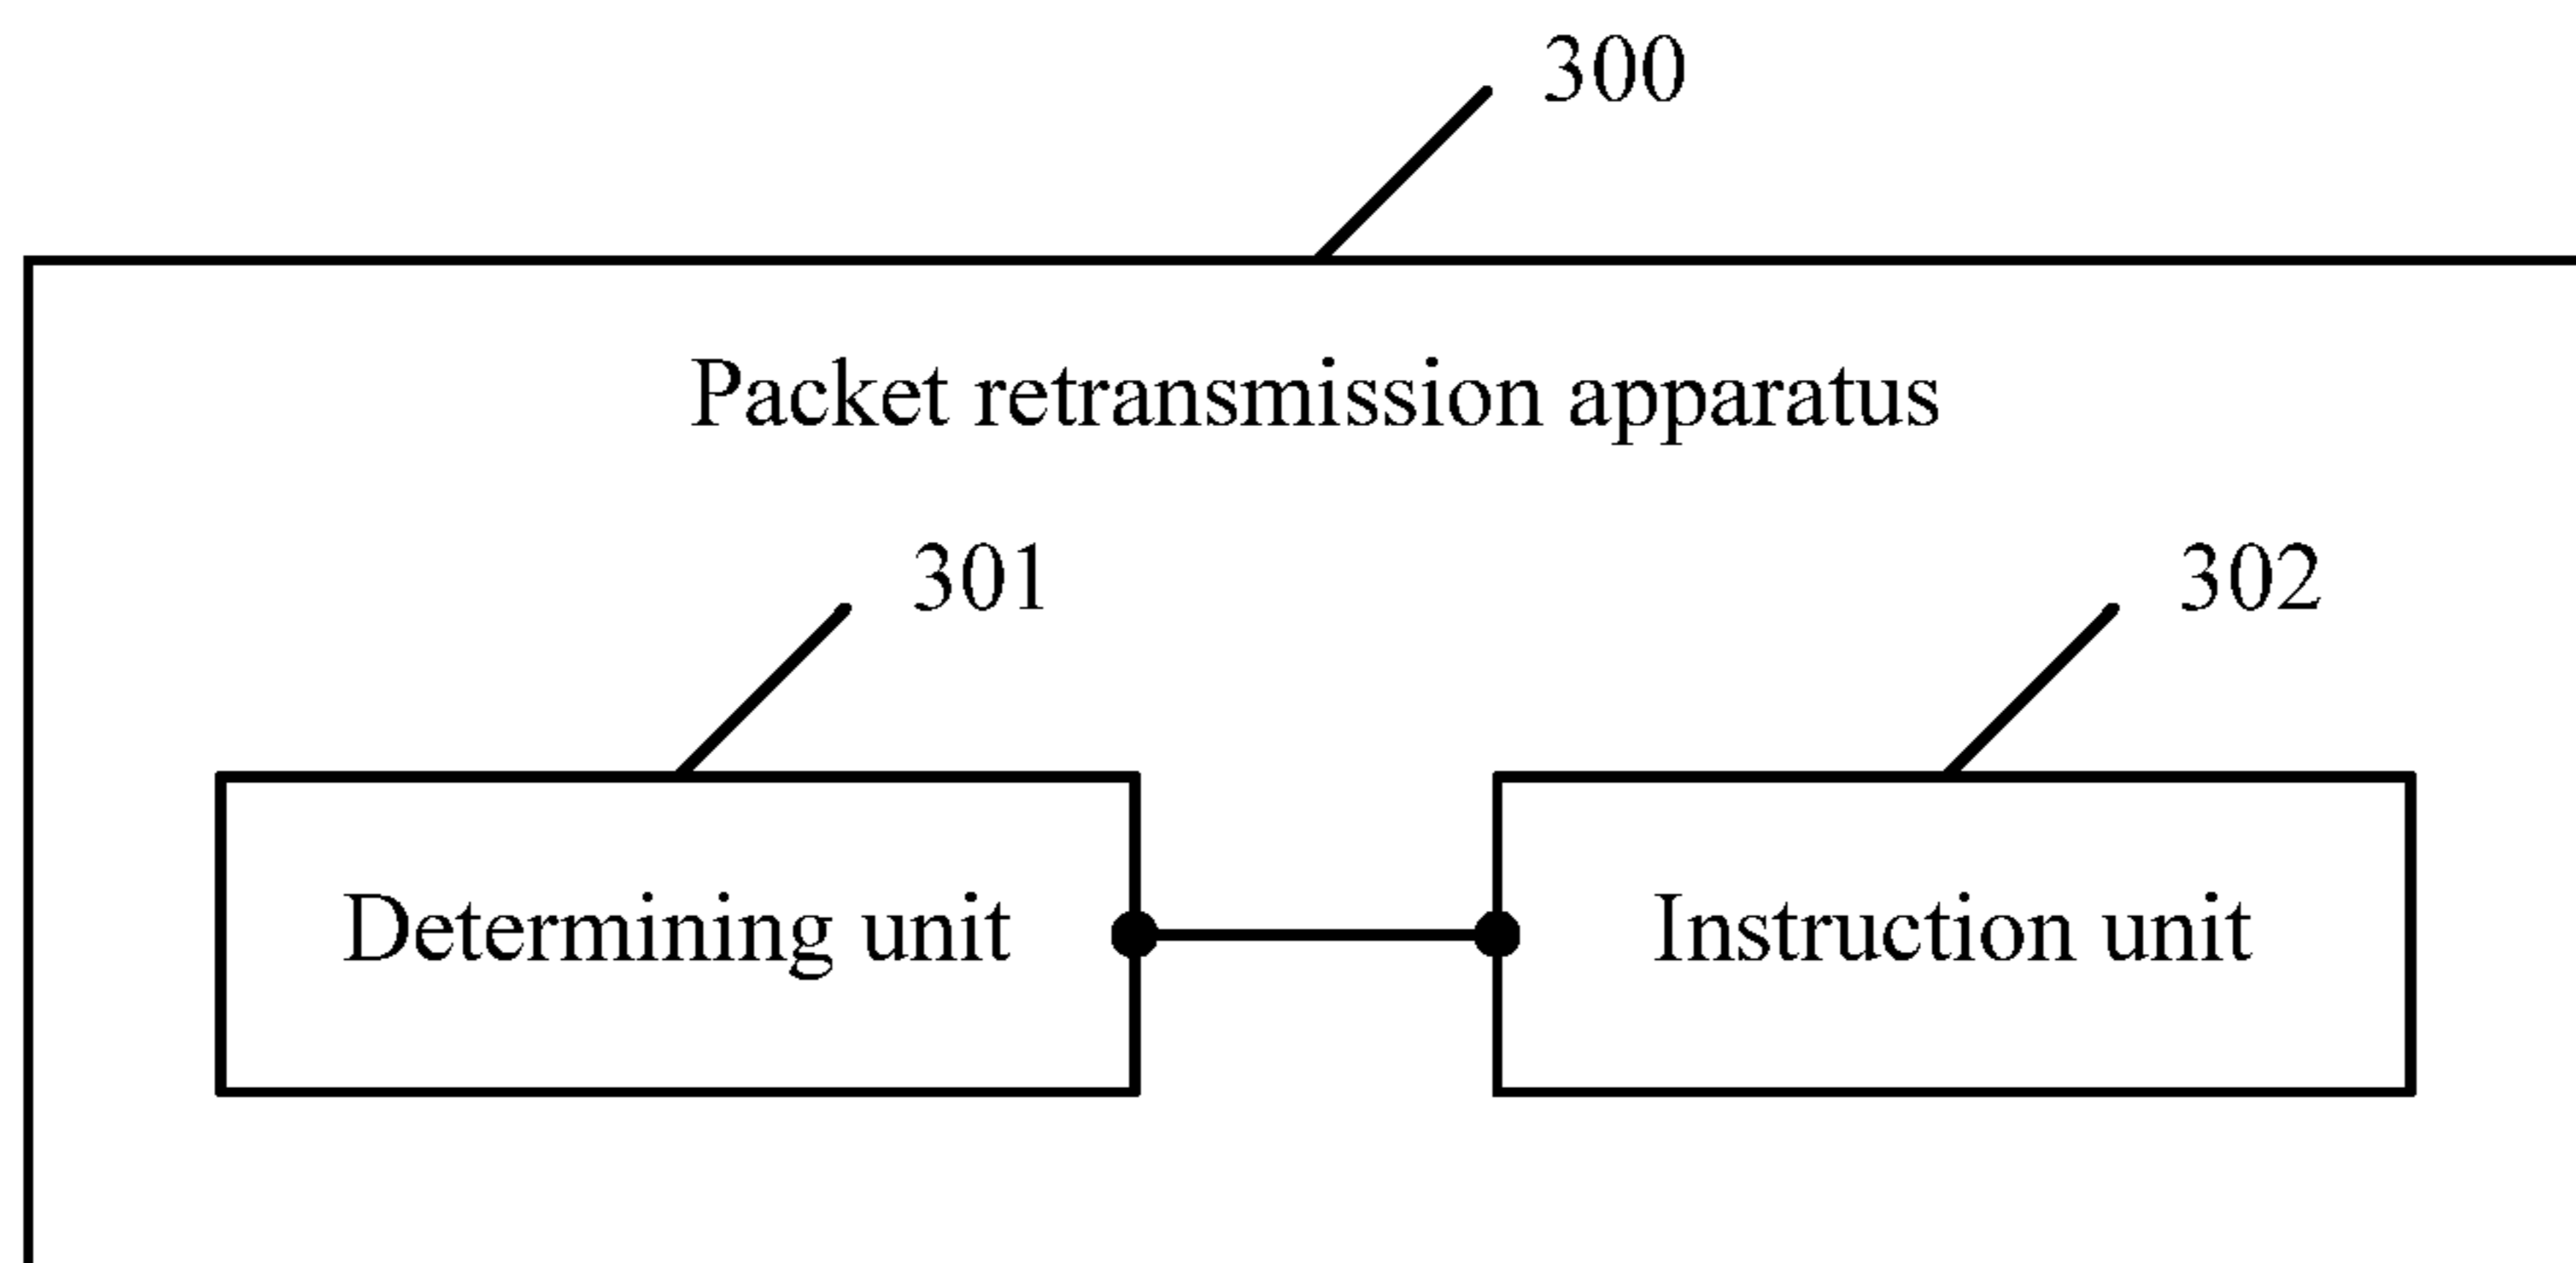 300
Packet retransmission apparatus
301
302
Determining unit
Instruction unit